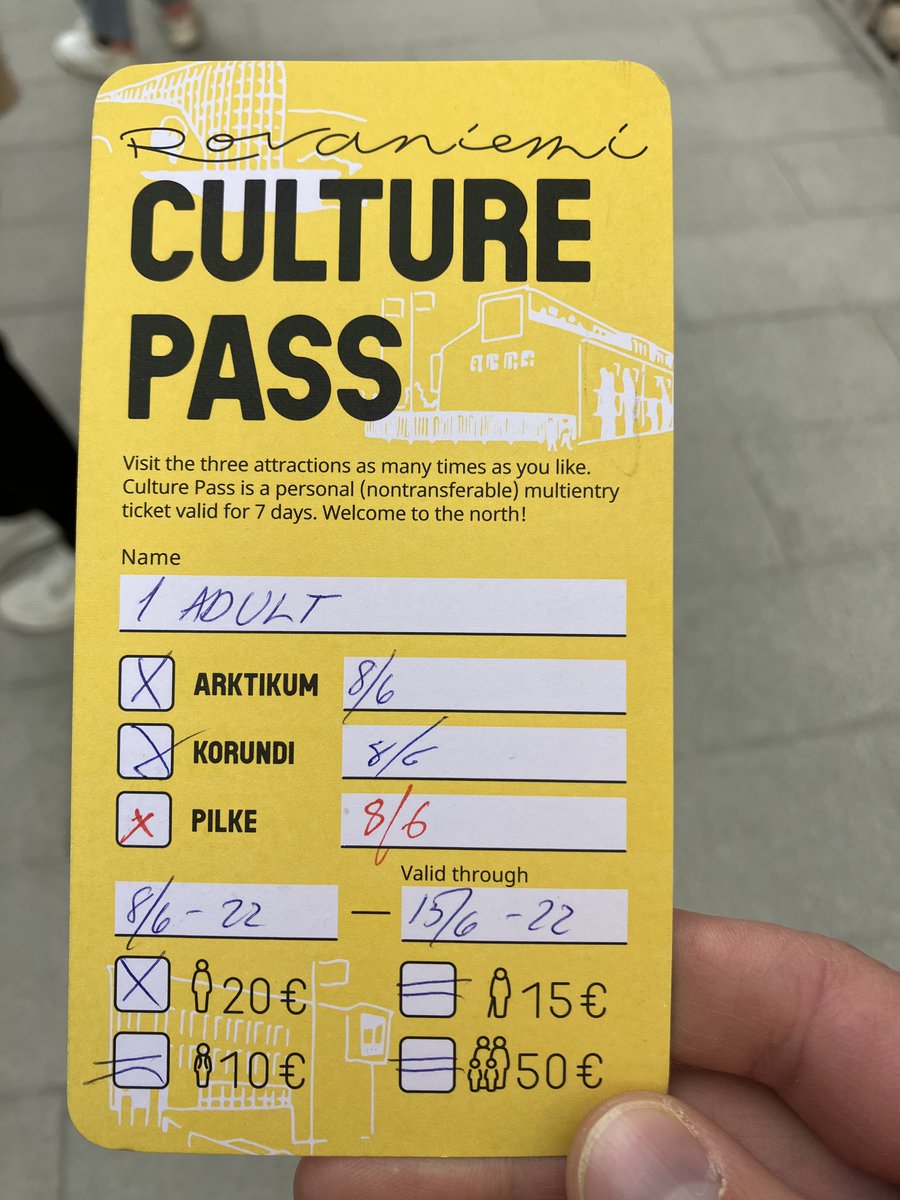 Rovaniemi
CULTURE
PASS
Visit the three attractions as many times as you like.
Culture Pass is a personal (nontransferable) multientry
ticket valid for 7 days. Welcome to the north!
Name
1 ADULT
X ARKTIKUM 8/6
X KORUNDI 8/6
X PILKE 8/6
Valid through
8/6 - 22 — 15/6 - 22
X 20€ 15€
10€ 50€